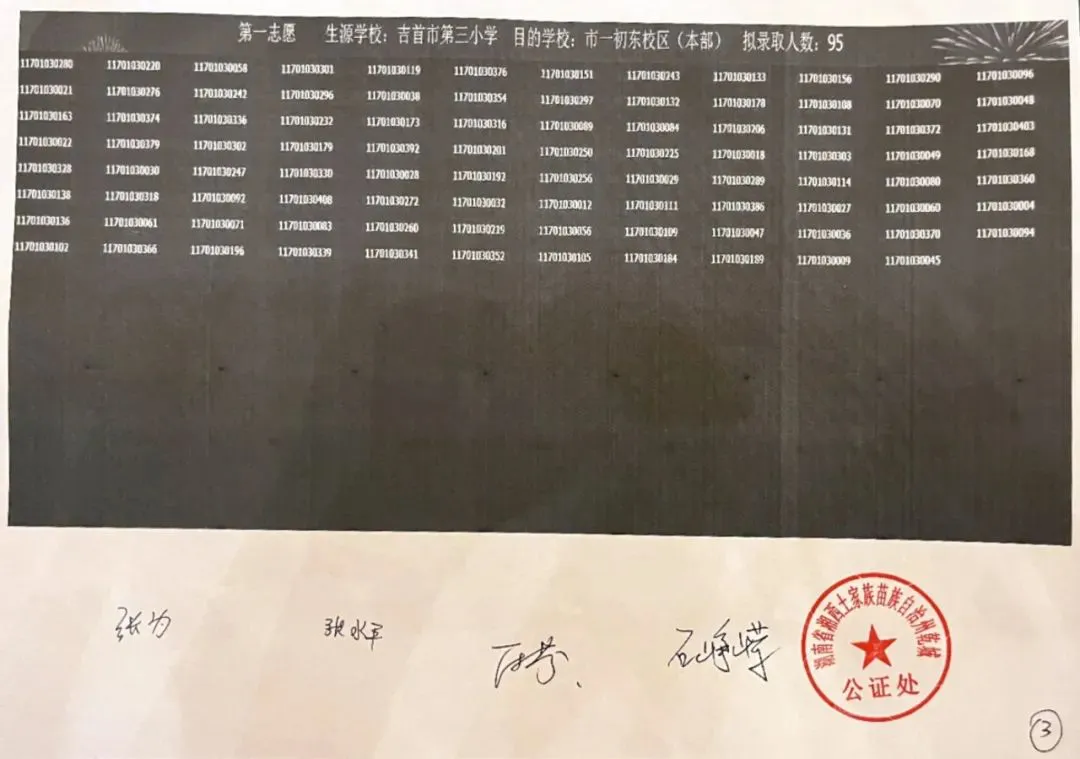 第一志愿 生源学校：吉首市第三小学 目的学校：市一初东校区（本部） 拟录取人数：95
11701030280 11701030220 11701030058 11701030301 11701030119 11701030376 11701030151 11701030243 11701030133 11701030156 11701030290 11701030096
11701030021 11701030276 11701030242 11701030296 11701030038 11701030354 11701030297 11701030132 11701030178 11701030108 11701030070 11701030048
11701030163 11701030374 11701030336 11701030232 11701030173 11701030316 11701030089 11701030084 11701030206 11701030131 11701030372 11701030403
11701030022 11701030379 11701030302 11701030179 11701030392 11701030201 11701030250 11701030225 11701030018 11701030303 11701030049 11701030168
11701030328 11701030030 11701030247 11701030330 11701030028 11701030192 11701030256 11701030029 11701030289 11701030114 11701030080 11701030360
11701030138 11701030318 11701030092 11701030408 11701030272 11701030032 11701030012 11701030111 11701030386 11701030027 11701030060 11701030004
11701030136 11701030061 11701030071 11701030083 11701030260 11701030219 11701030056 11701030109 11701030047 11701030036 11701030370 11701030094
11701030102 11701030366 11701030196 11701030339 11701030341 11701030352 11701030105 11701030184 11701030189 11701030009 11701030045
张为 张水平
湖南省湘西土家族苗族自治州乾城
公证处
3